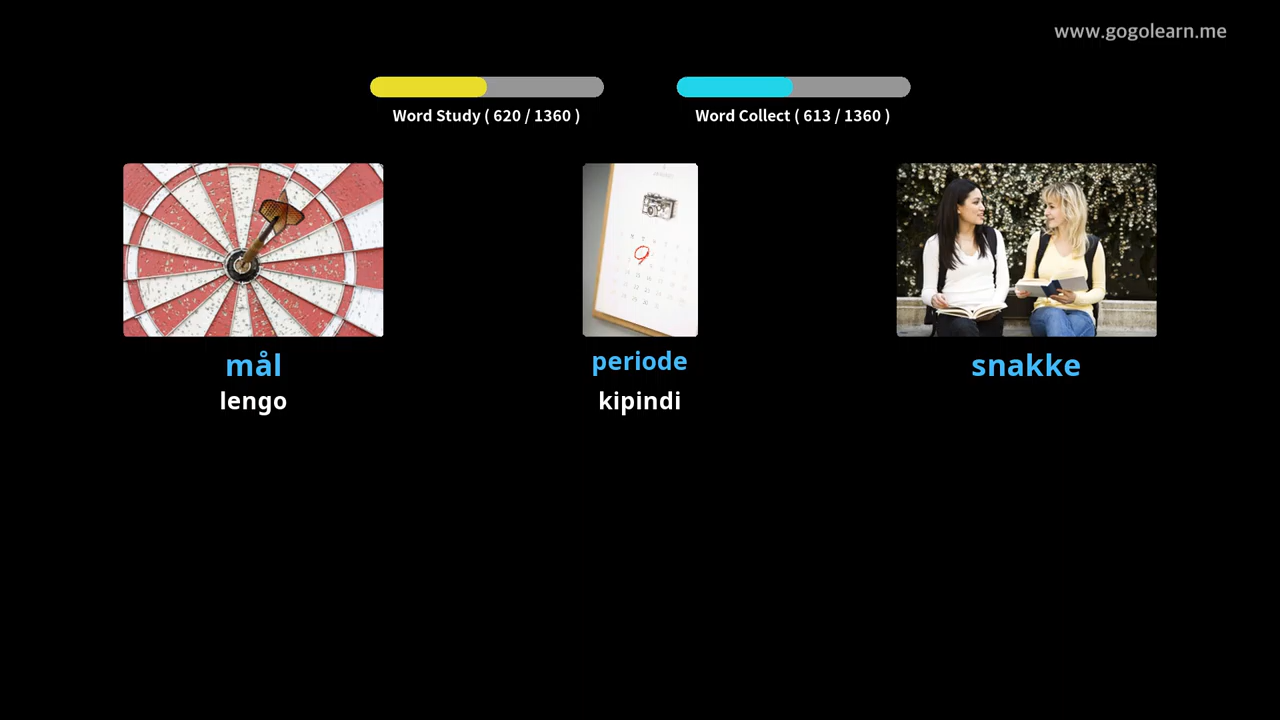 www.gogolearn.me
Word Study ( 620 / 1360 )
Word Collect ( 613 / 1360 )
mål
periode
snakke
lengo
kipindi